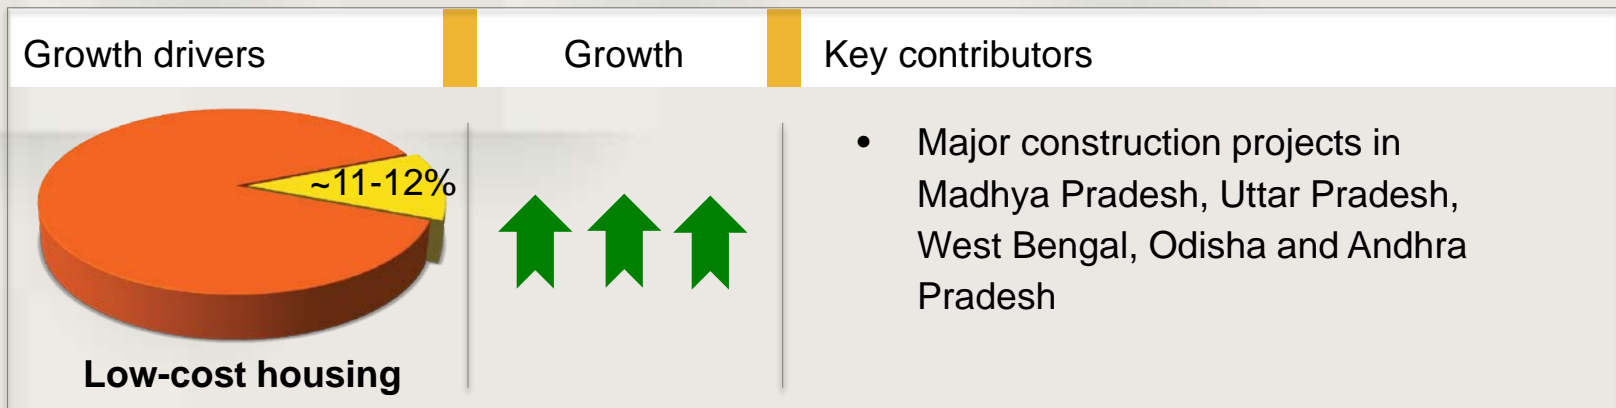 Growth drivers
Growth
Key contributors
~11-12%
Low-cost housing
• Major construction projects in
Madhya Pradesh, Uttar Pradesh,
West Bengal, Odisha and Andhra
Pradesh